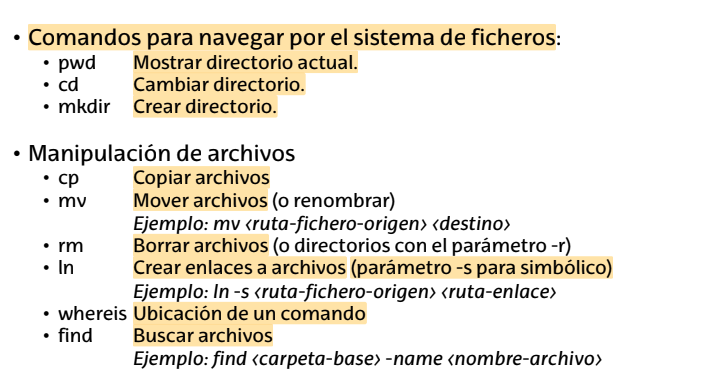 • Comandos para navegar por el sistema de ficheros:
• pwd Mostrar directorio actual.
• cd Cambiar directorio.
• mkdir Crear directorio.
• Manipulación de archivos
• cp Copiar archivos
• mv Mover archivos (o renombrar)
Ejemplo: mv <ruta-fichero-origen> <destino>
• rm Borrar archivos (o directorios con el parámetro -r)
• ln Crear enlaces a archivos (parámetro -s para simbólico)
Ejemplo: ln -s <ruta-fichero-origen> <ruta-enlace>
• whereis Ubicación de un comando
• find Buscar archivos
Ejemplo: find <carpeta-base> -name <nombre-archivo>